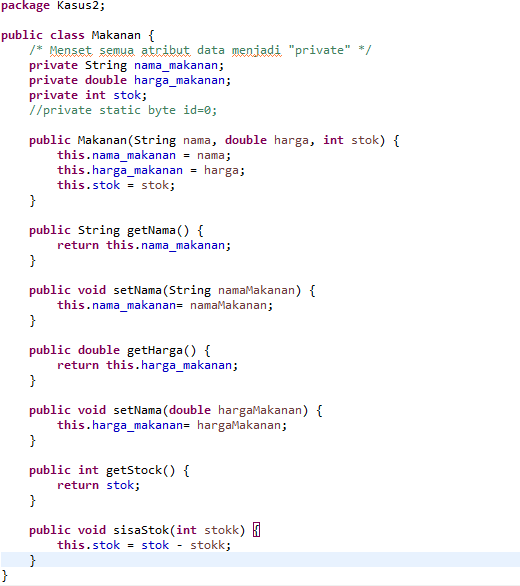 package Kasus2;

public class Makanan {
    /* Menset semua atribut data menjadi "private" */
    private String nama_makanan;
    private double harga_makanan;
    private int stok;
    //private static byte id=0;

    public Makanan(String nama, double harga, int stok) {
        this.nama_makanan = nama;
        this.harga_makanan = harga;
        this.stok = stok;
    }

    public String getNama() {
        return this.nama_makanan;
    }

    public void setNama(String namaMakanan) {
        this.nama_makanan= namaMakanan;
    }

    public double getHarga() {
        return this.harga_makanan;
    }

    public void setNama(double hargaMakanan) {
        this.harga_makanan= hargaMakanan;
    }

    public int getStock() {
        return stok;
    }

    public void sisaStok(int stokk) {
        this.stok = stok - stokk;
    }
}